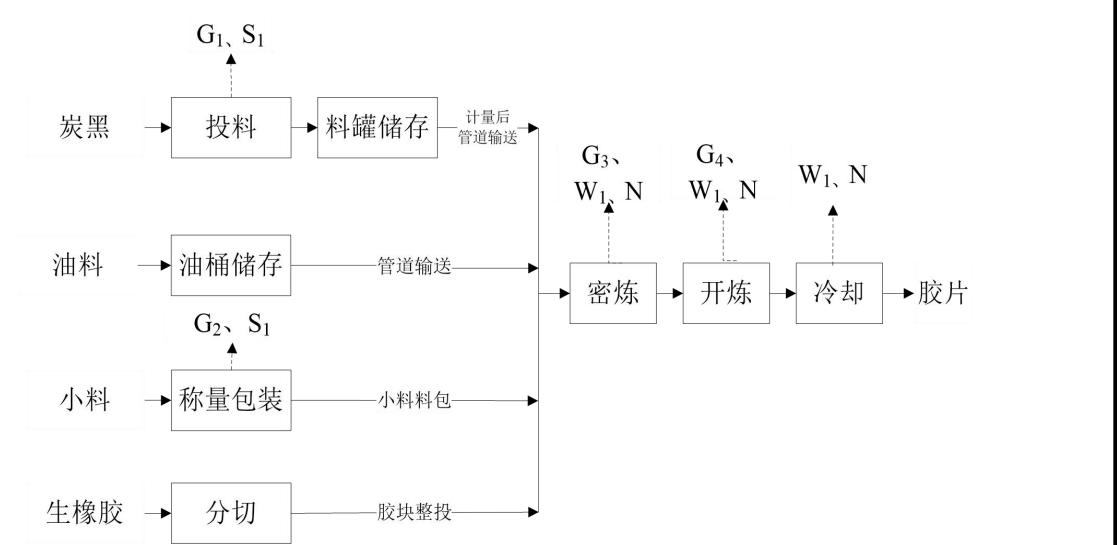 G₁、S₁
炭黑
投料
料罐储存
计量后
管道输送
G₃、
W₁、N
G₄、
W₁、N
W₁、N
油料
油桶储存
管道输送
密炼
开炼
冷却
胶片
G₂、S₁
小料
称量包装
小料料包
生橡胶
分切
胶块整投